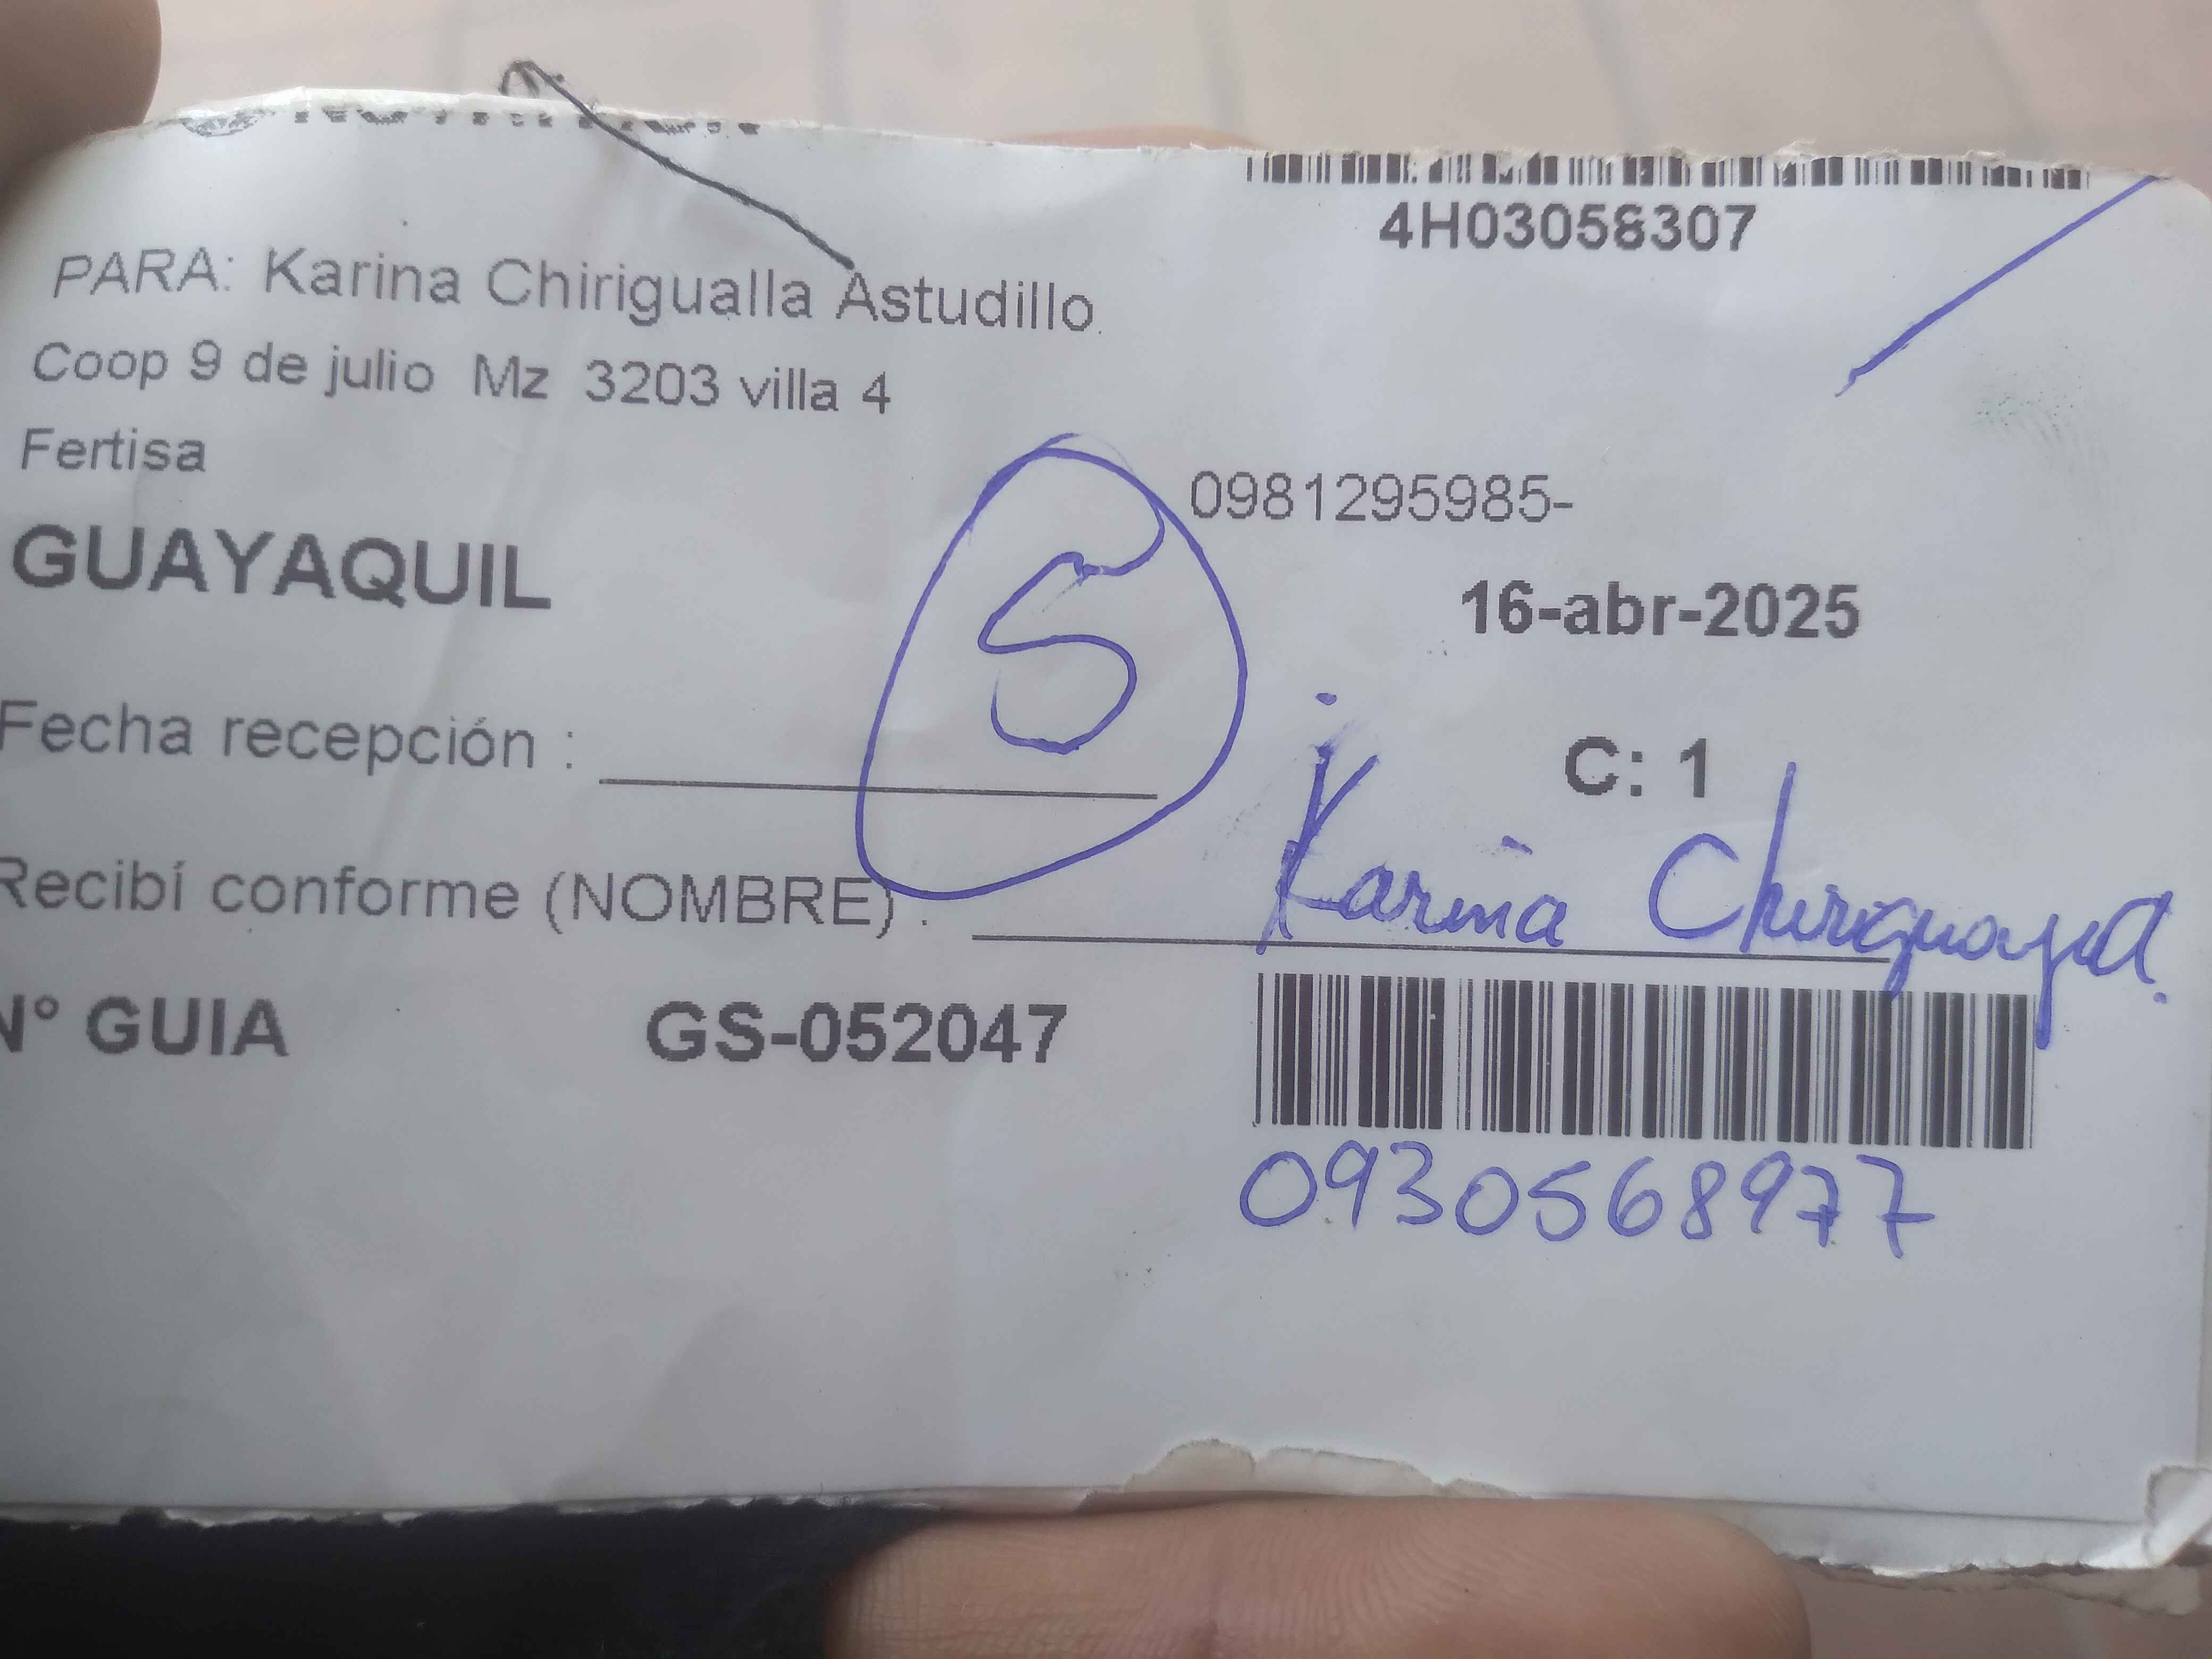 4H03058307
PARA: Karina Chirigualla Astudillo
Coop 9 de julio Mz 3203 villa 4
Fertisa
0981295985-
GUAYAQUIL
16-abr-2025
5
Fecha recepción :
C: 1
Recibí conforme (NOMBRE) : Karina Chiriguaya.
N° GUIA GS-052047
0930568977